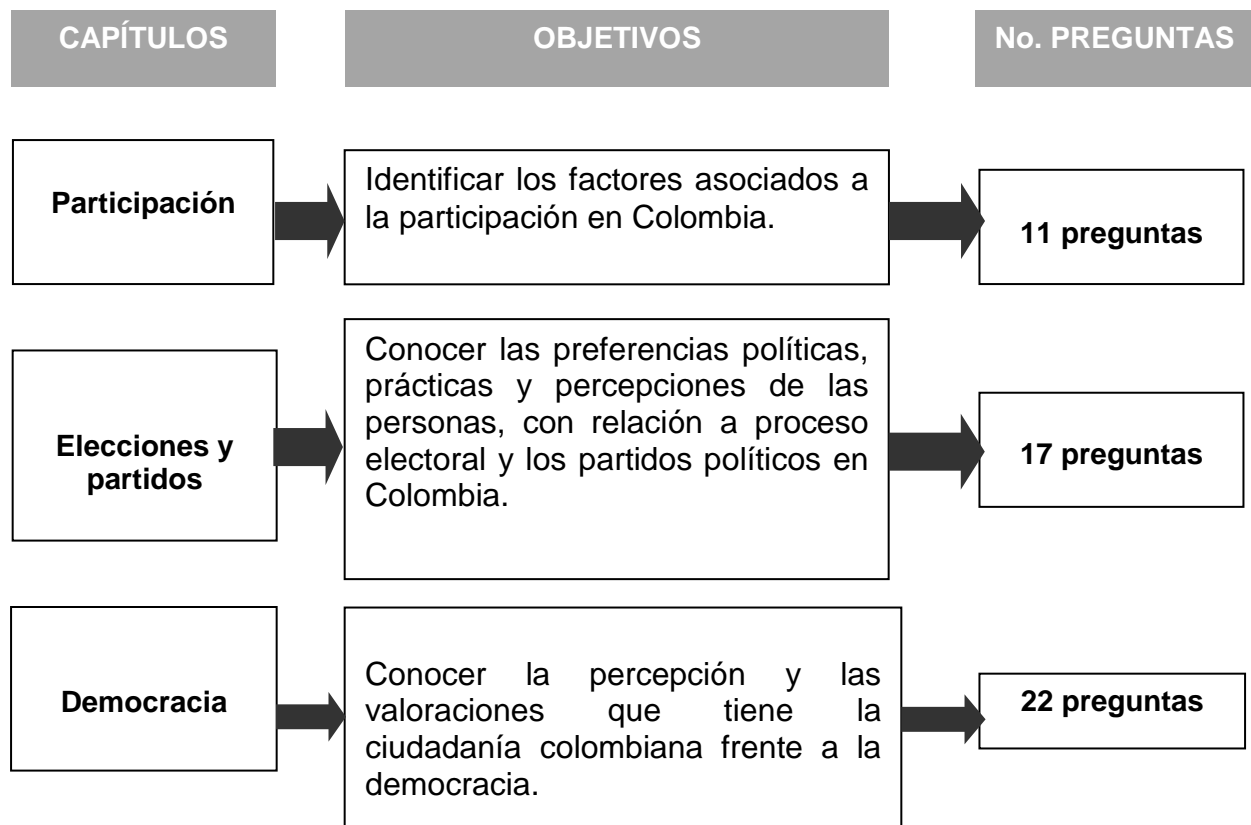 CAPÍTULOS
OBJETIVOS
No. PREGUNTAS
Participación
Identificar los factores asociados a
la participación en Colombia.
11 preguntas
Elecciones y
partidos
Conocer las preferencias políticas,
prácticas y percepciones de las
personas, con relación a proceso
electoral y los partidos políticos en
Colombia.
17 preguntas
Democracia
Conocer la percepción y las
valoraciones que tiene la
ciudadanía colombiana frente a la
democracia.
22 preguntas